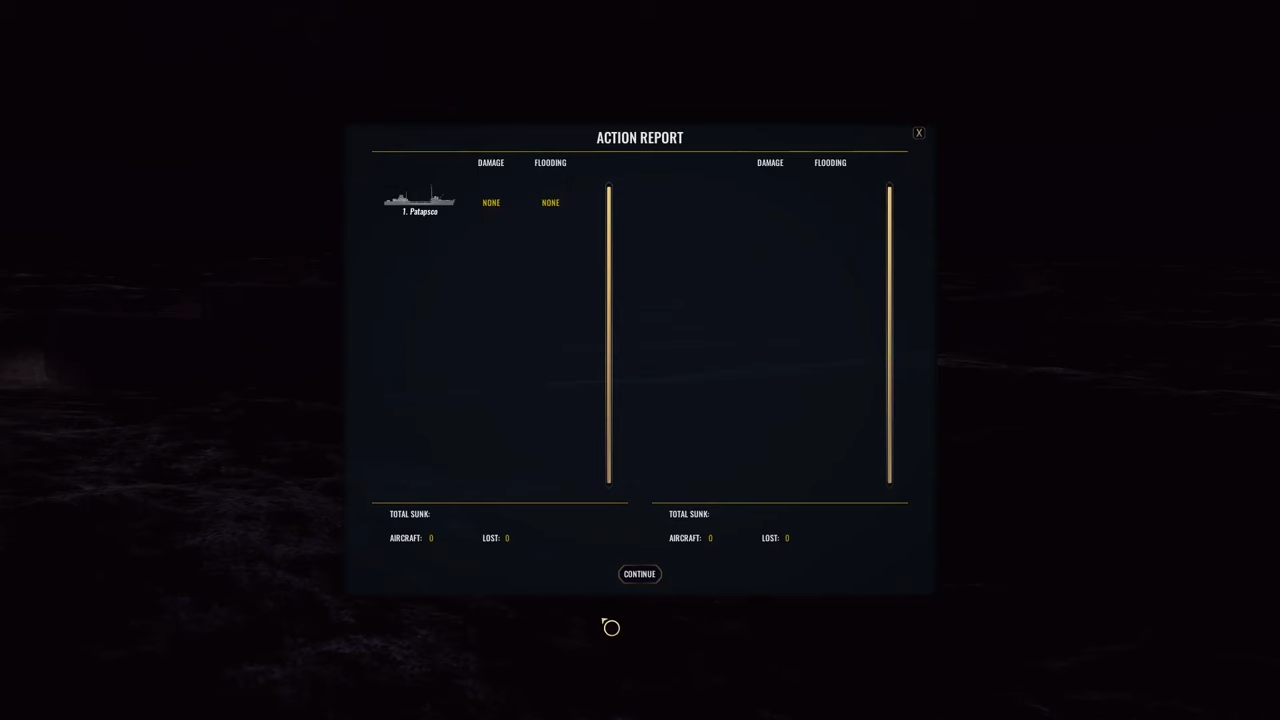 ACTION REPORT
X
DAMAGE FLOODING DAMAGE FLOODING
NONE NONE
1. Patapsco
TOTAL SUNK: TOTAL SUNK:
AIRCRAFT: 0 LOST: 0 AIRCRAFT: 0 LOST: 0
CONTINUE